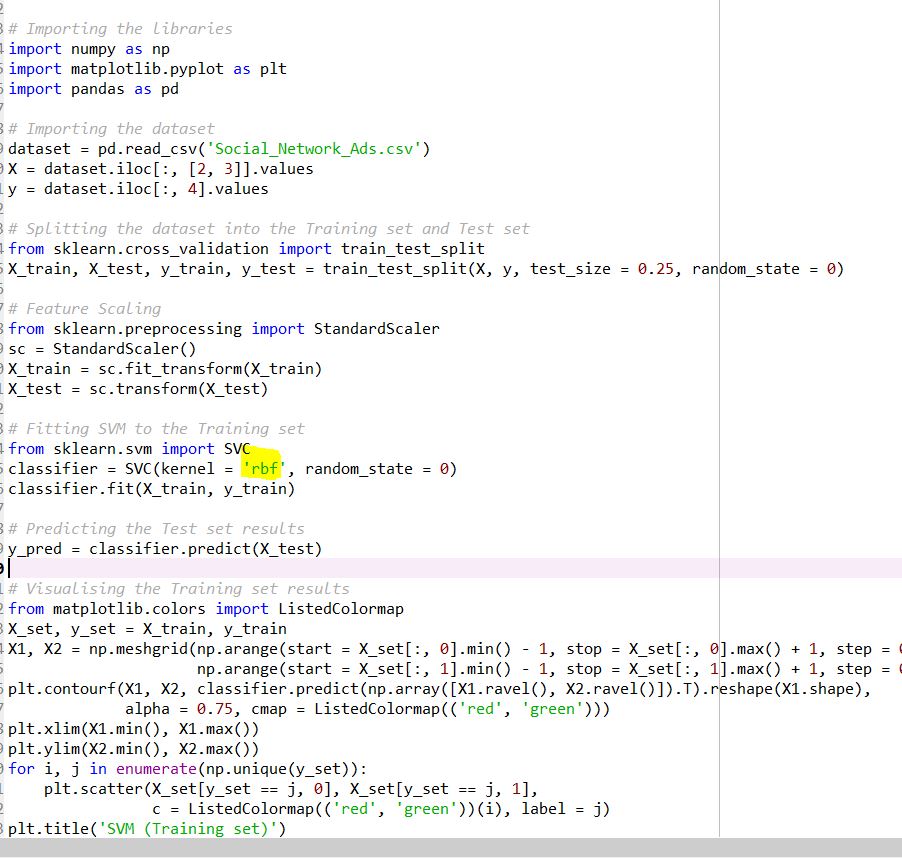 # Importing the libraries
import numpy as np
import matplotlib.pyplot as plt
import pandas as pd
# Importing the dataset
dataset = pd.read_csv('Social_Network_Ads.csv')
X = dataset.iloc[:, [2, 3]].values
y = dataset.iloc[:, 4].values
# Splitting the dataset into the Training set and Test set
from sklearn.cross_validation import train_test_split
X_train, X_test, y_train, y_test = train_test_split(X, y, test_size = 0.25, random_state = 0)
# Feature Scaling
from sklearn.preprocessing import StandardScaler
sc = StandardScaler()
X_train = sc.fit_transform(X_train)
X_test = sc.transform(X_test)
# Fitting SVM to the Training set
from sklearn.svm import SVC
classifier = SVC(kernel = 'rbf', random_state = 0)
classifier.fit(X_train, y_train)
# Predicting the Test set results
y_pred = classifier.predict(X_test)
# Visualising the Training set results
from matplotlib.colors import ListedColormap
X_set, y_set = X_train, y_train
X1, X2 = np.meshgrid(np.arange(start = X_set[:, 0].min() - 1, stop = X_set[:, 0].max() + 1, step =
np.arange(start = X_set[:, 1].min() - 1, stop = X_set[:, 1].max() + 1, step =
plt.contourf(X1, X2, classifier.predict(np.array([X1.ravel(), X2.ravel()]).T).reshape(X1.shape),
alpha = 0.75, cmap = ListedColormap(('red', 'green')))
plt.xlim(X1.min(), X1.max())
plt.ylim(X2.min(), X2.max())
for i, j in enumerate(np.unique(y_set)):
plt.scatter(X_set[y_set == j, 0], X_set[y_set == j, 1],
c = ListedColormap(('red', 'green'))(i), label = j)
plt.title('SVM (Training set)')